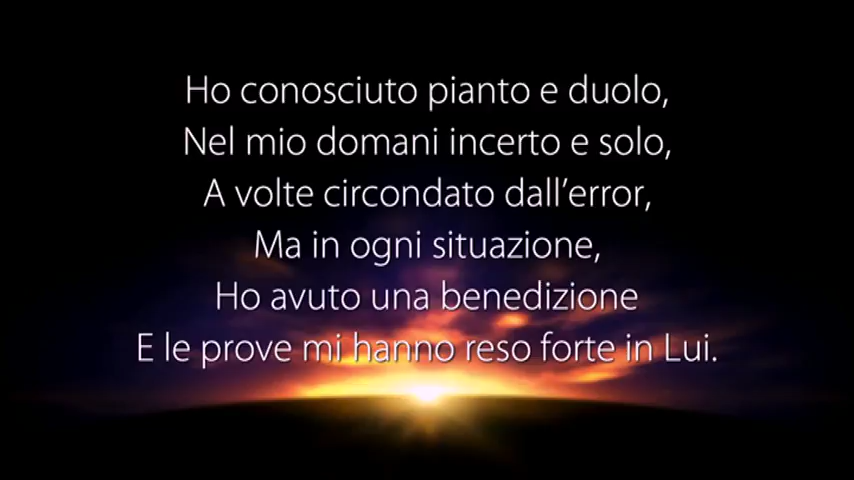 Ho conosciuto pianto e duolo,
Nel mio domani incerto e solo,
A volte circondato dall'error,
Ma in ogni situazione,
Ho avuto una benedizione
E le prove mi hanno reso forte in Lui.